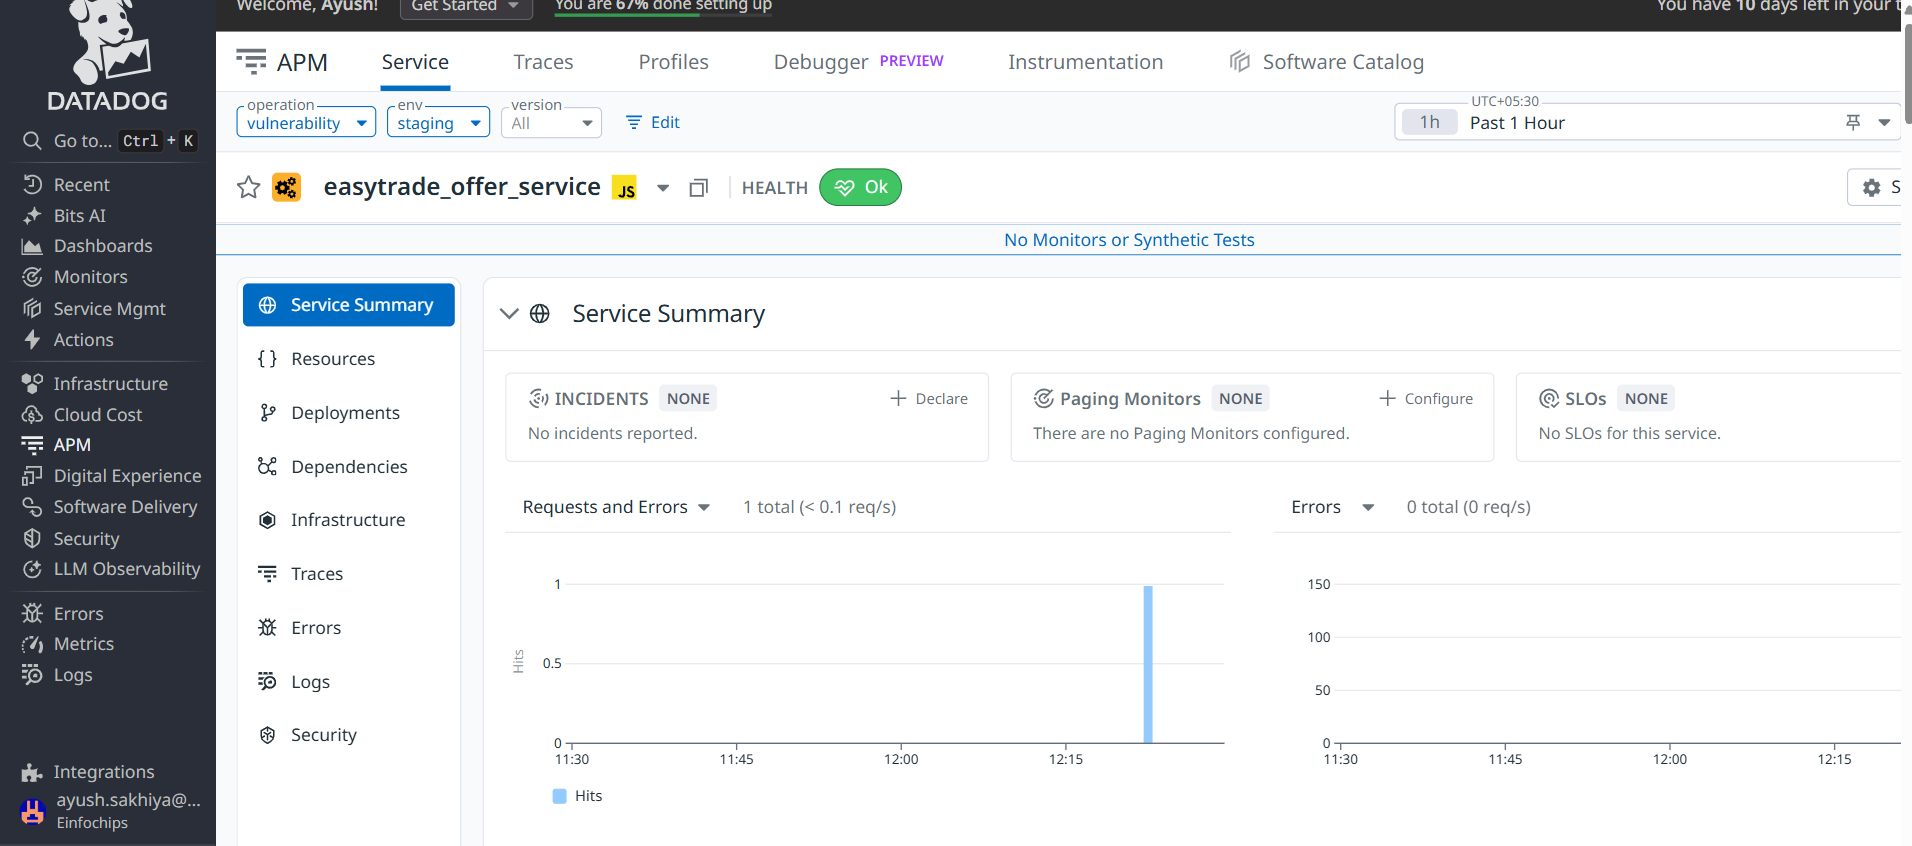 Welcome, Ayush!
Get Started
You are 67% done setting up
You have 10 days left in your
DATADOG
Go to... Ctrl + K
Recent
Bits AI
Dashboards
Monitors
Service Mgmt
Actions
Infrastructure
Cloud Cost
APM
Digital Experience
Software Delivery
Security
LLM Observability
Errors
Metrics
Logs
Integrations
ayush.sakhiya@...
Einfochips
APM
Service
Traces
Profiles
Debugger PREVIEW
Instrumentation
Software Catalog
operation
vulnerability
env
staging
version
All
Edit
UTC+05:30
1h Past 1 Hour
easytrade_offer_service JS
HEALTH Ok
S
No Monitors or Synthetic Tests
Service Summary
Resources
Deployments
Dependencies
Infrastructure
Traces
Errors
Logs
Security
Service Summary
INCIDENTS NONE
+ Declare
No incidents reported.
Paging Monitors NONE
+ Configure
There are no Paging Monitors configured.
SLOs NONE
No SLOs for this service.
Requests and Errors 1 total (< 0.1 req/s)
1
0.5
0
Hits
11:30 11:45 12:00 12:15
Hits
Errors 0 total (0 req/s)
150
100
50
0
11:30 11:45 12:00 12:15